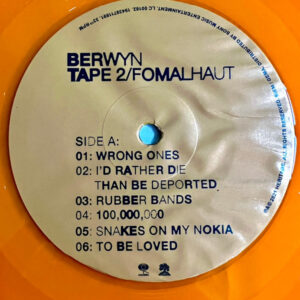 BERWYN
TAPE 2/FOMALHAUT
SIDE A:
01: WRONG ONES
02: I'D RATHER DIE
THAN BE DEPORTED
03: RUBBER BANDS
04: 100,000,000
05: SNAKES ON MY NOKIA
06: TO BE LOVED